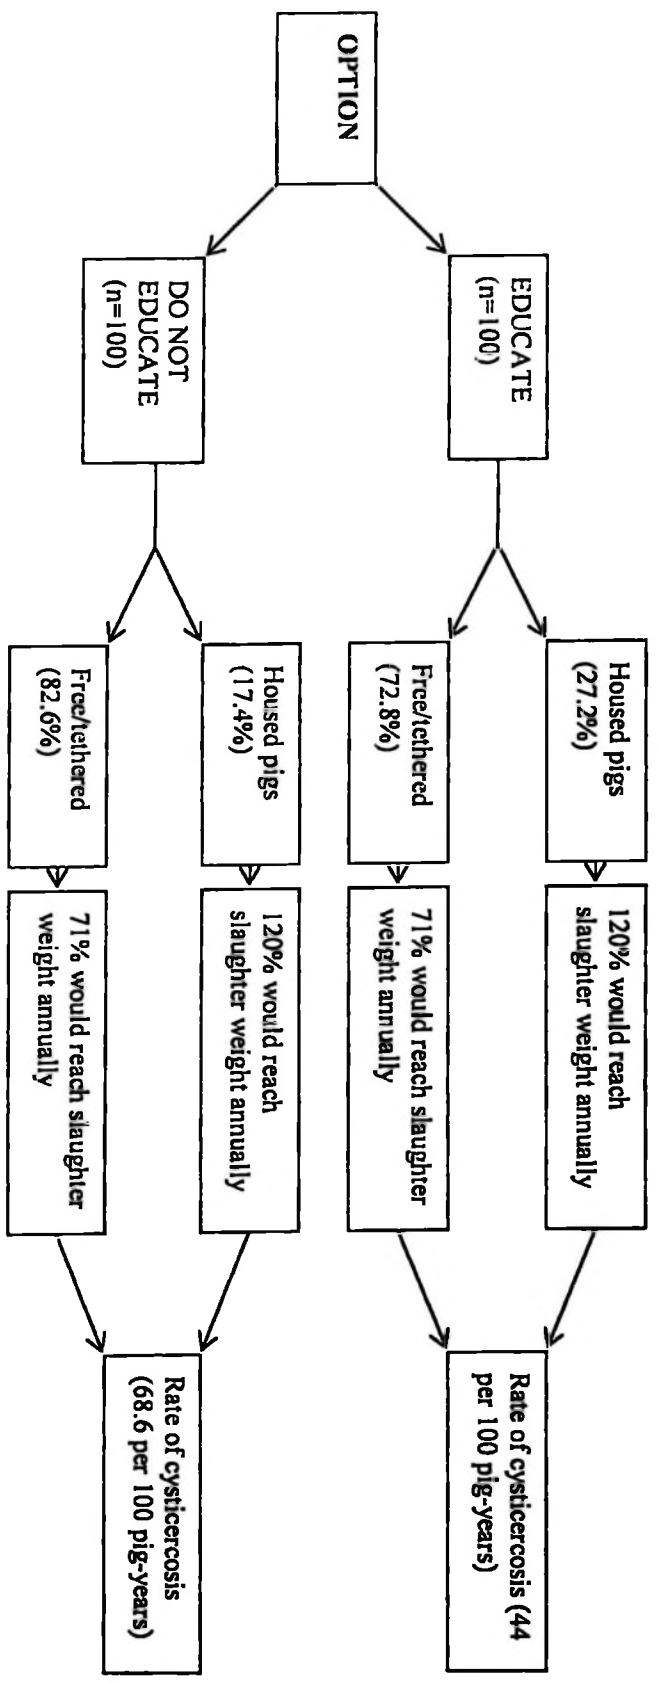 OPTION
EDUCATE
(n=100)
DO NOT
EDUCATE
(n=100)
Housed pigs
(27.2%)
Free/tethered
(72.8%)
Housed pigs
(17.4%)
Free/tethered
(82.6%)
120% would reach
slaughter weight annually
71% would reach slaughter
weight annually
120% would reach
slaughter weight annually
71% would reach slaughter
weight annually
Rate of cysticercosis (44
per 100 pig-years)
Rate of cysticercosis
(68.6 per 100 pig-years)